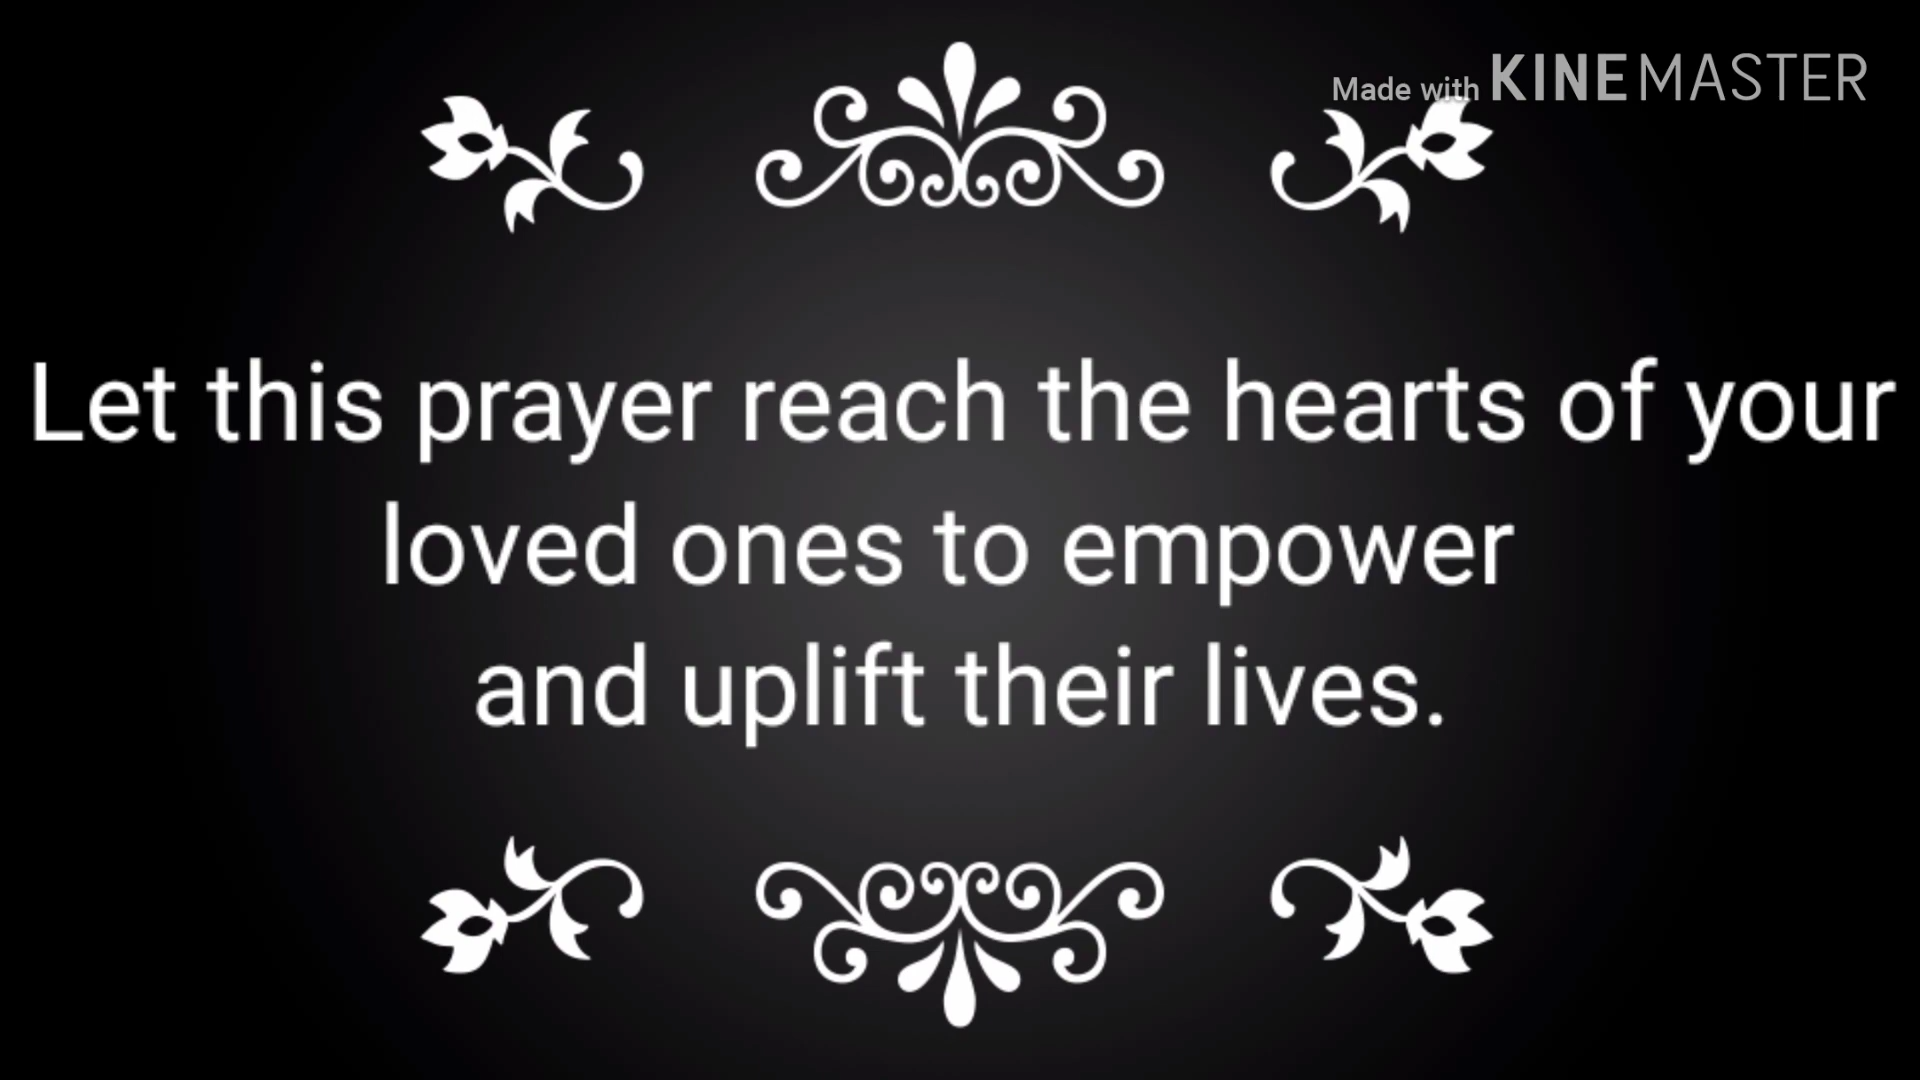 Made with KINEMASTER
Let this prayer reach the hearts of your
loved ones to empower
and uplift their lives.